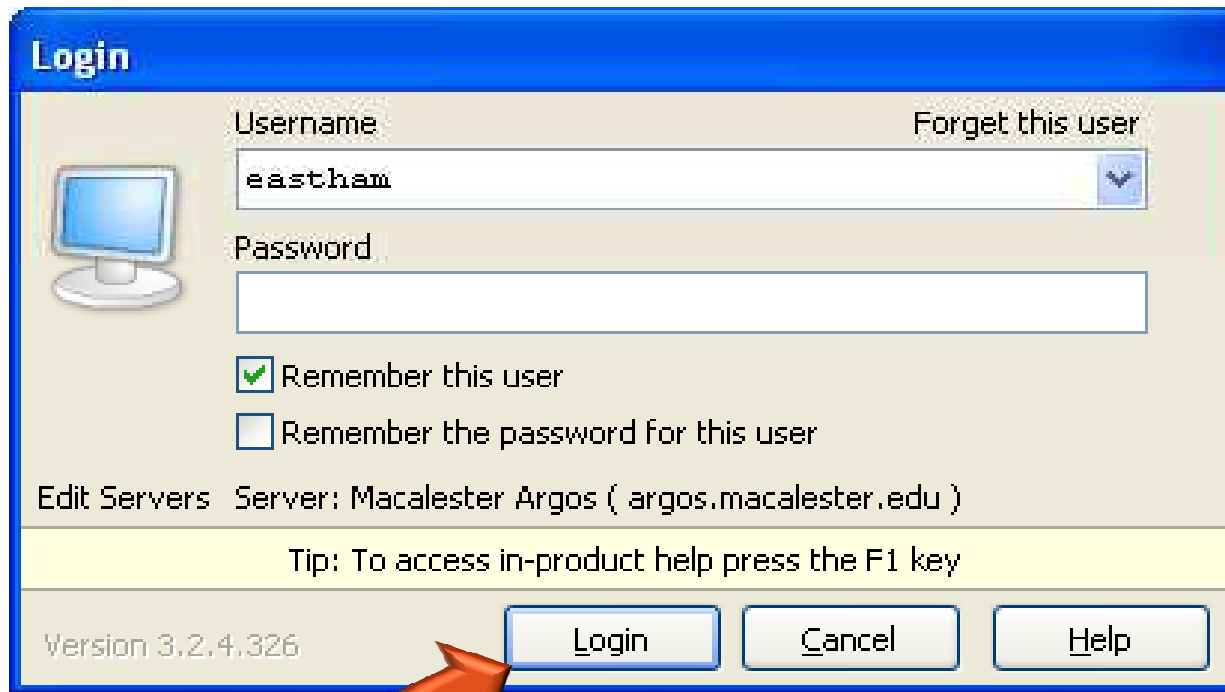 Login
Username Forget this user
eastham
Password
Remember this user
Remember the password for this user
Edit Servers Server: Macalester Argos ( argos.macalester.edu )
Tip: To access in-product help press the F1 key
Version 3.2.4.326 Login Cancel Help